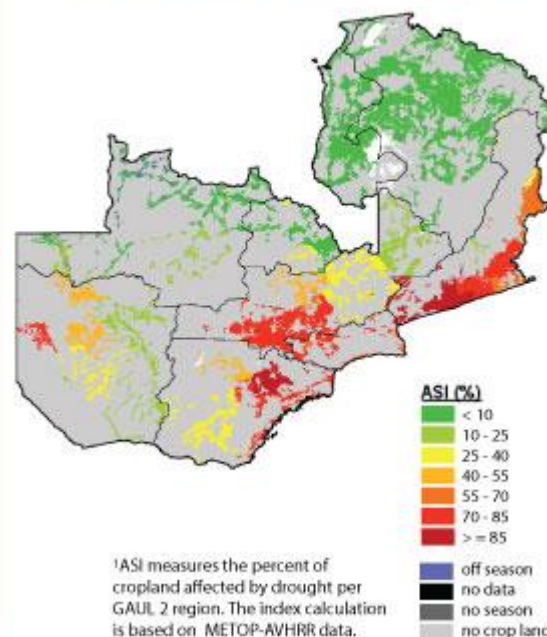 ASI (%)
< 10
10 - 25
25 - 40
40 - 55
55 - 70
70 - 85
> = 85
off season
no data
no season
no crop land
¹ASI measures the percent of
cropland affected by drought per
GAUL 2 region. The index calculation
is based on METOP-AVHRR data.